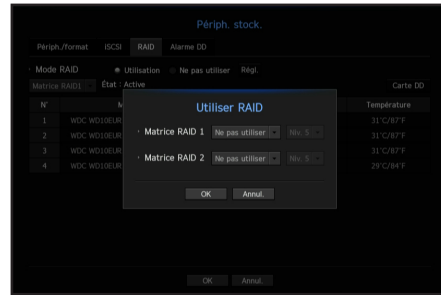 Périph. stock.
Périph./format iSCSI RAID Alarme DD
Mode RAID Utilisation Ne pas utiliser Régl.
Matrice RAID1 État : Active Carte DD
N° M Température
Utiliser RAID
1 WDC WD10EUR 31°C/87°F
2 WDC WD10EUR 31°C/87°F
3 WDC WD10EUR 31°C/87°F
4 WDC WD10EUR 29°C/84°F
Matrice RAID 1 Ne pas utiliser Niv. 5
Matrice RAID 2 Ne pas utiliser Niv. 5
OK Annul.
OK Annul.